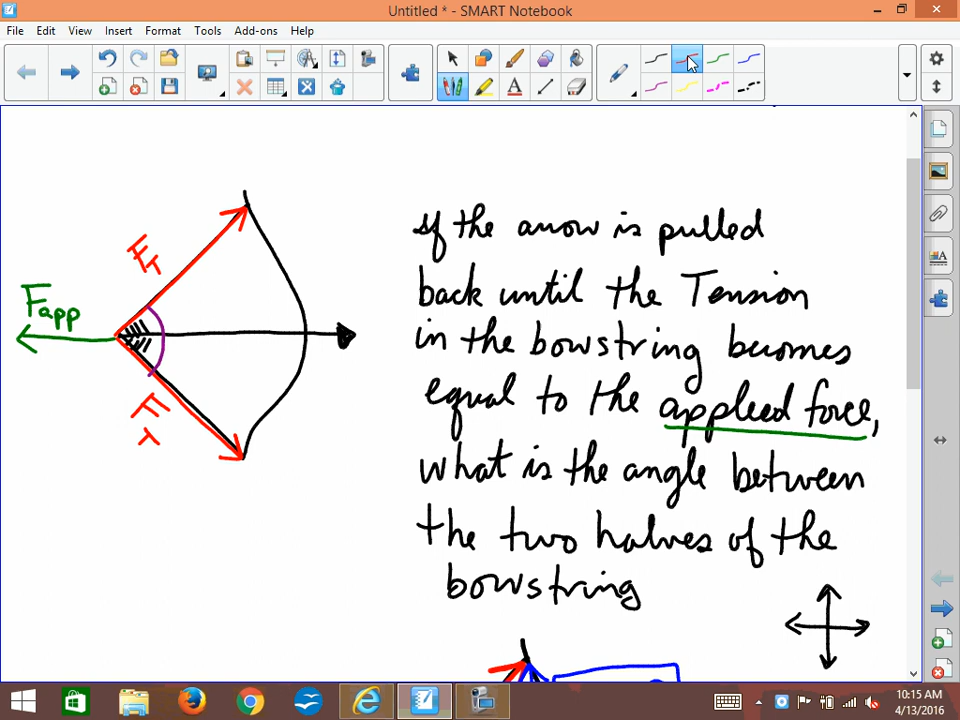 Untitled * - SMART Notebook
File Edit View Insert Format Tools Add-ons Help
If the arrow is pulled
back until the Tension
in the bowstring becomes
equal to the applied force,
what is the angle between
the two halves of the
bowstring
FT
Fapp
FT
10:15 AM
4/13/2016